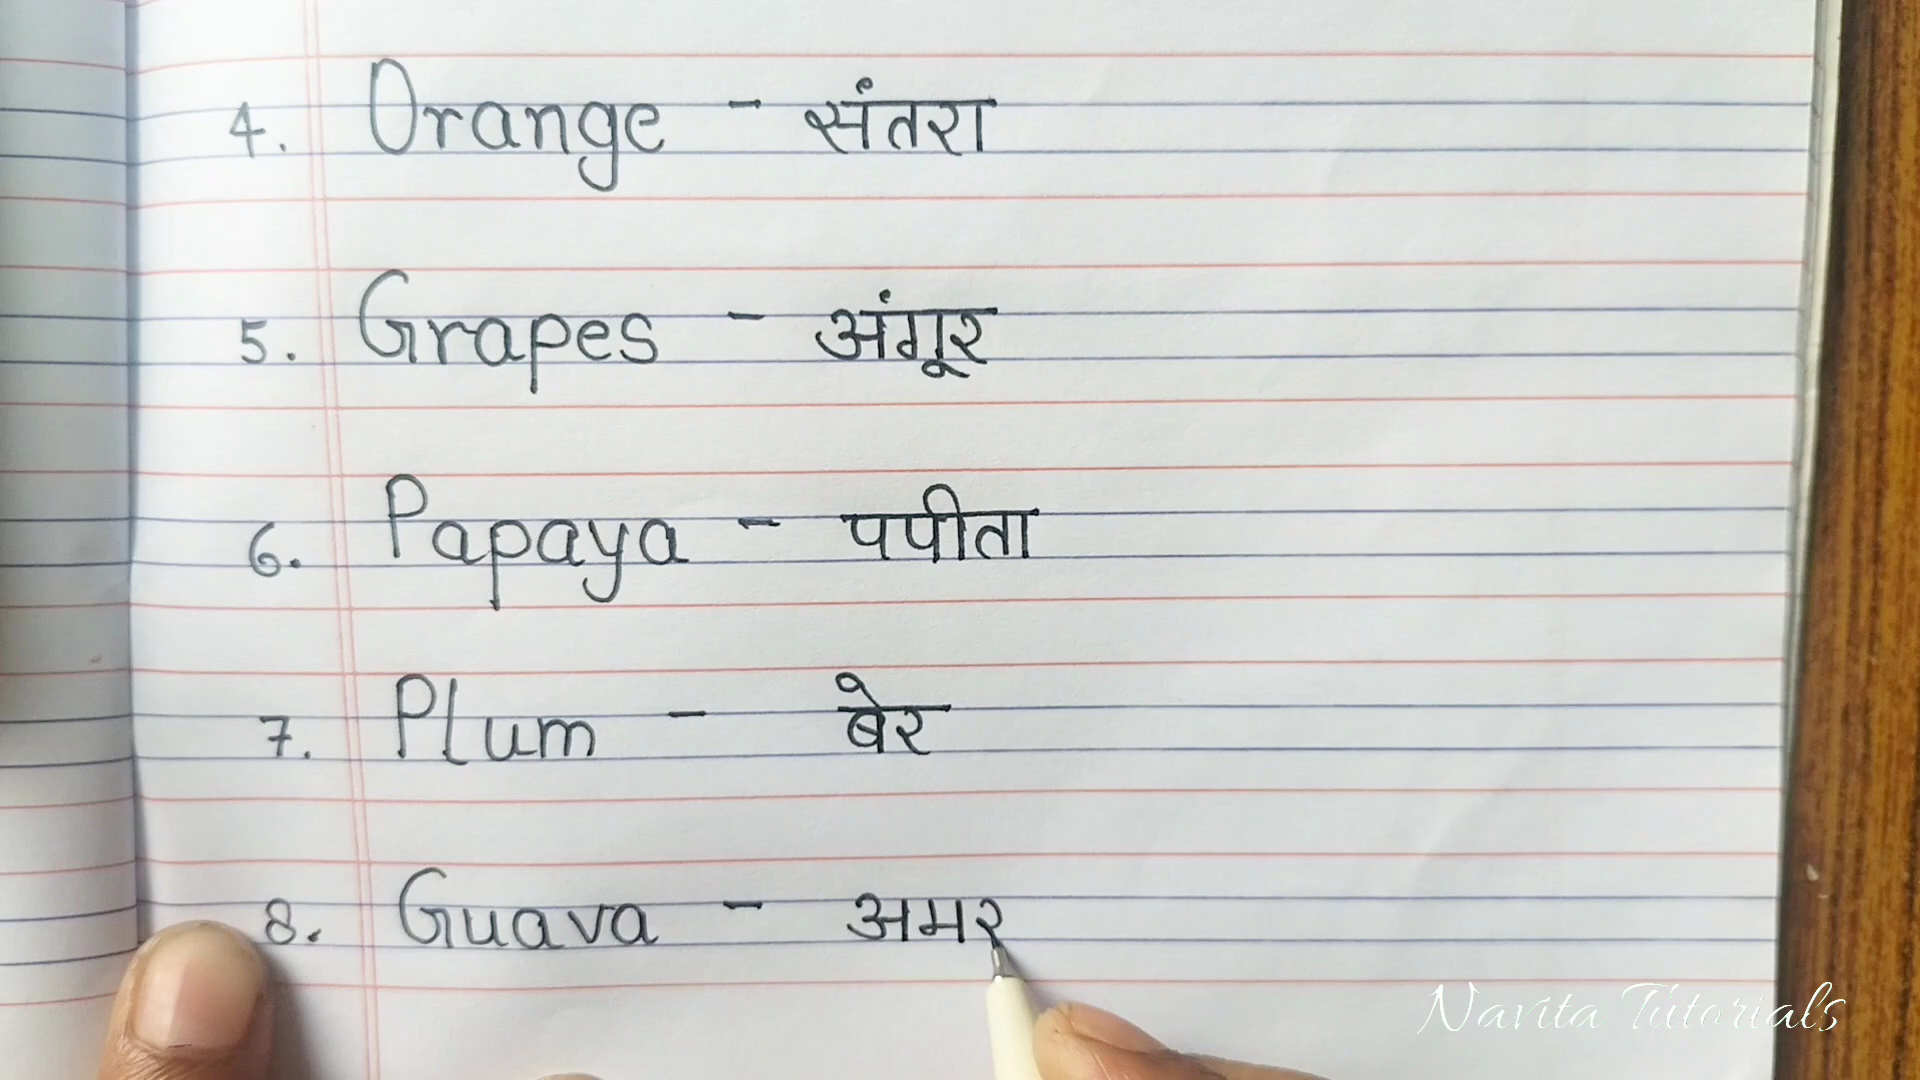 4. Orange - संतरा
5. Grapes - अंगूर
6. Papaya - पपीता
7. Plum - बेर
8. Guava - अमर
Navita Tutorials